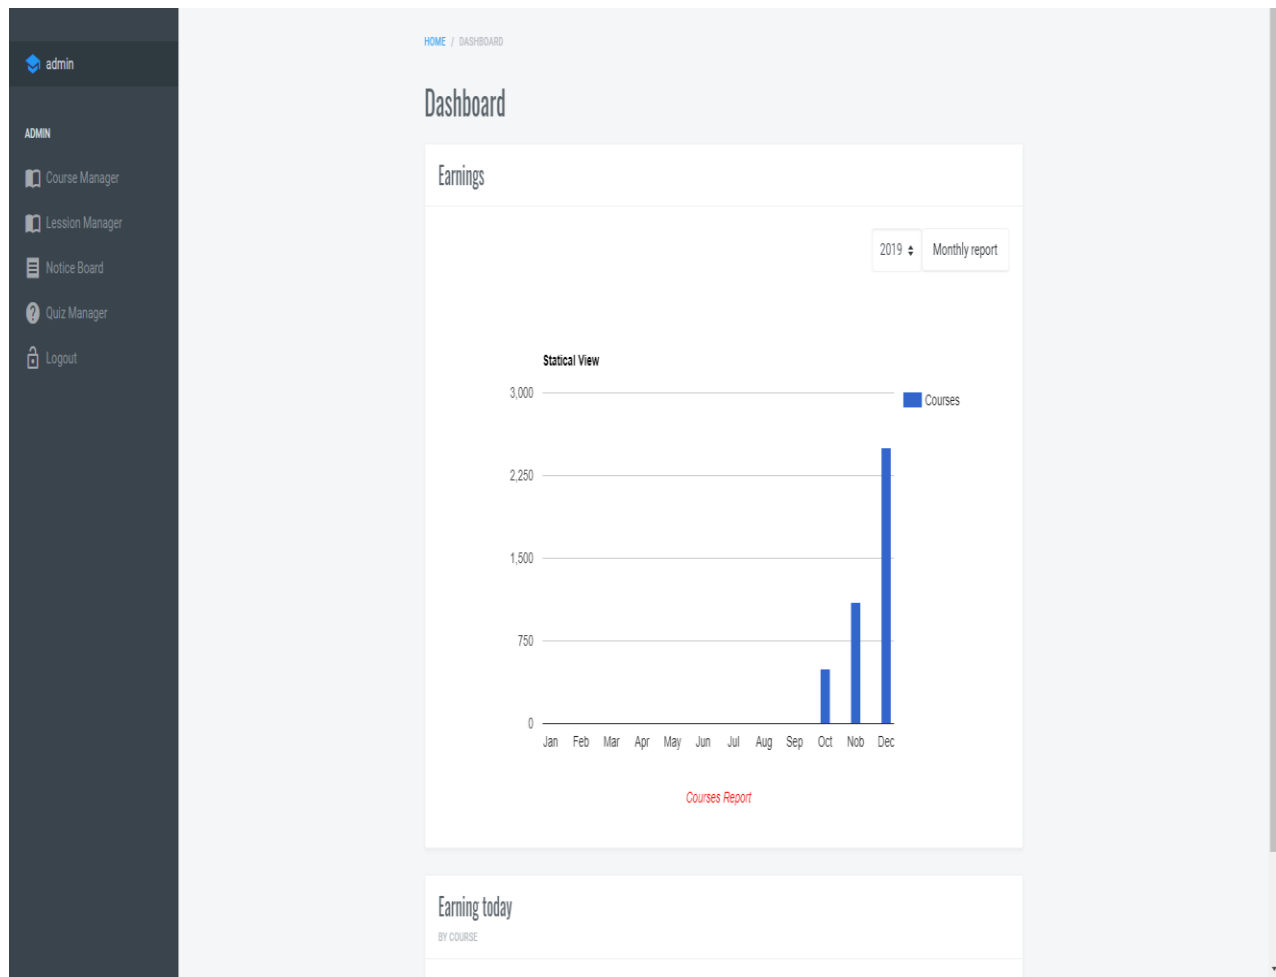 admin
ADMIN
Course Manager
Lession Manager
Notice Board
Quiz Manager
Logout
HOME / DASHBOARD
Dashboard
Earnings
2019 Monthly report
Statical View
3,000
Courses
2,250
1,500
750
0
Jan Feb Mar Apr May Jun Jul Aug Sep Oct Nob Dec
Courses Report
Earning today
BY COURSE